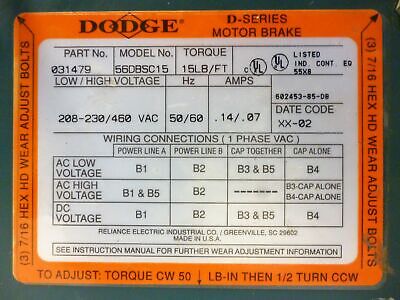 DODGE
D-SERIES
MOTOR BRAKE
PART No. MODEL No. TORQUE
031479 56DBSC15 15LB/FT
UL UL LISTED
IND. CONT. EQ
55X8
LOW / HIGH VOLTAGE Hz AMPS
208-230/460 VAC 50/60 .14/.07
602453-85-DB
DATE CODE
XX-02
WIRING CONNECTIONS ( 1 PHASE VAC )
POWER LINE A POWER LINE B CAP TOGETHER CAP ALONE
AC LOW VOLTAGE B1 B2 B3 & B5 B4
AC HIGH VOLTAGE B1 & B5 B2 ------- B3-CAP ALONE
B4-CAP ALONE
DC VOLTAGE B1 B2 B3 & B5 B4
RELIANCE ELECTRIC INDUSTRIAL CO. / GREENVILLE, SC 29602
MADE IN U.S.A.
SEE INSTRUCTION MANUAL FOR FURTHER WEAR ADJUSTMENT INFORMATION
TO ADJUST: TORQUE CW 50 LB-IN THEN 1/2 TURN CCW
(3) 7/16 HEX HD WEAR ADJUST BOLTS
(3) 7/16 HEX HD WEAR ADJUST BOLTS